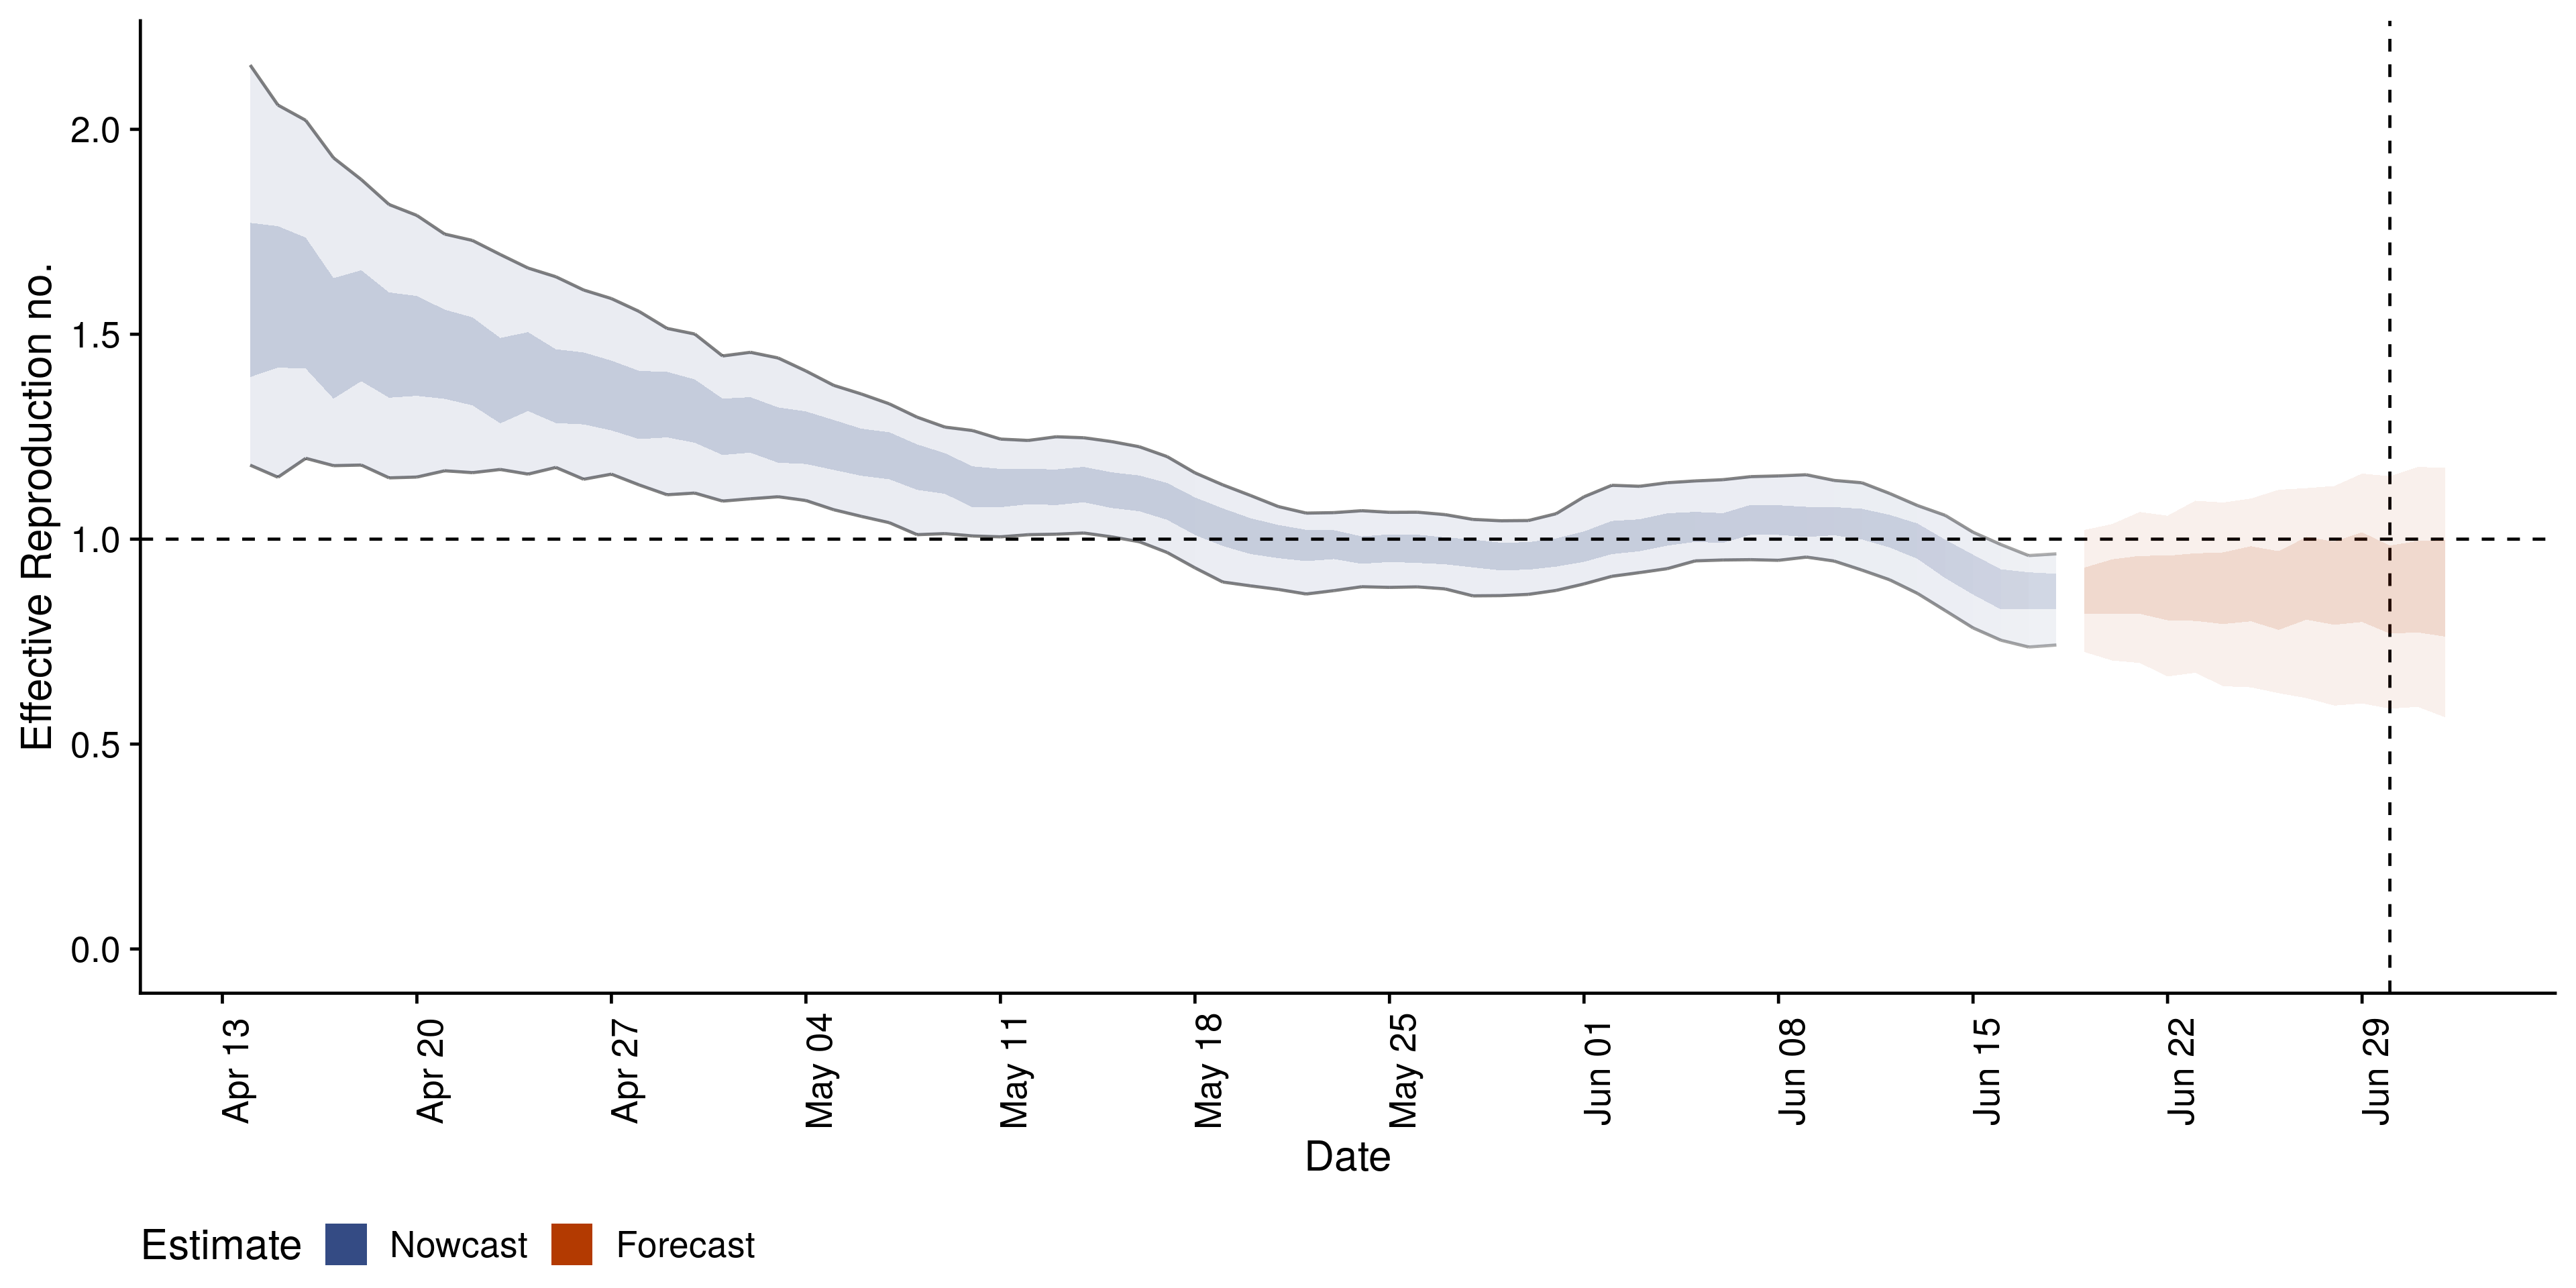 Effective Reproduction no.
2.0
1.5
1.0
0.5
0.0
Apr 13
Apr 20
Apr 27
May 04
May 11
May 18
May 25
Jun 01
Jun 08
Jun 15
Jun 22
Jun 29
Date
Estimate Nowcast Forecast